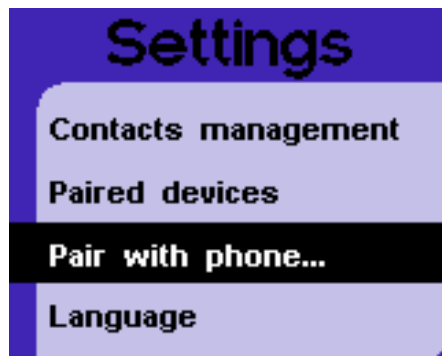 Settings
Contacts management
Paired devices
Pair with phone...
Language